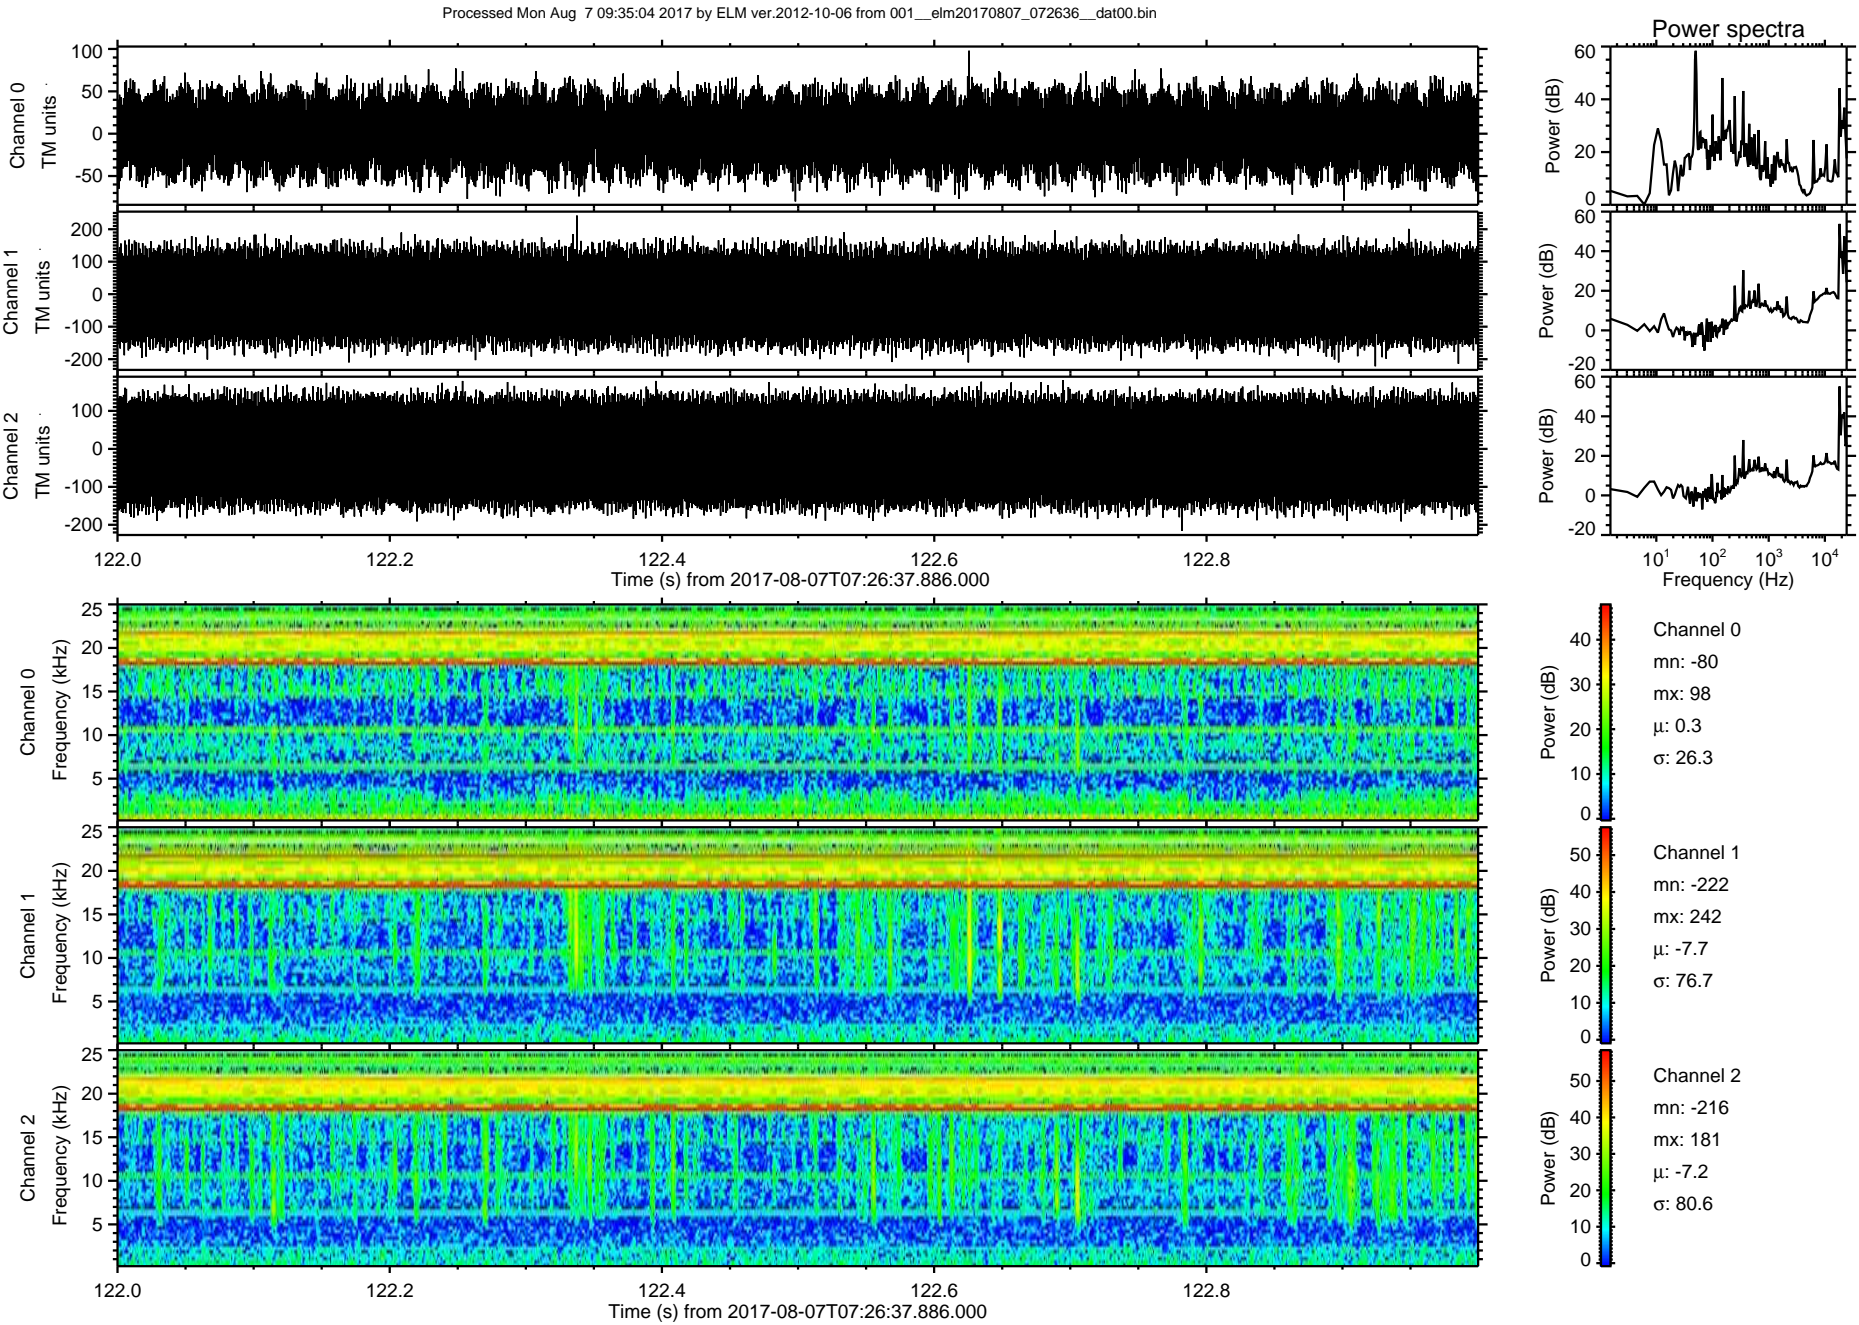 Processed Mon Aug  7 09:35:04 2017 by ELM ver.2012-10-06 from 001__elm20170807_072636__dat00.bin
Power spectra
Channel 0
TM units
100
50
0
-50
Power (dB)
60
40
20
0
Channel 1
TM units
200
100
0
-100
-200
Power (dB)
60
40
20
0
-20
Channel 2
TM units
100
0
-100
-200
Power (dB)
60
40
20
0
-20
122.0 122.2 122.4 122.6 122.8
Time (s) from 2017-08-07T07:26:37.886.000
10^1 10^2 10^3 10^4
Frequency (Hz)
Channel 0
Frequency (kHz)
25
20
15
10
5
Power (dB)
40
30
20
10
0
Channel 0
mn: -80
mx: 98
μ: 0.3
σ: 26.3
Channel 1
Frequency (kHz)
25
20
15
10
5
Power (dB)
50
40
30
20
10
0
Channel 1
mn: -222
mx: 242
μ: -7.7
σ: 76.7
Channel 2
Frequency (kHz)
25
20
15
10
5
Power (dB)
50
40
30
20
10
0
Channel 2
mn: -216
mx: 181
μ: -7.2
σ: 80.6
122.0 122.2 122.4 122.6 122.8
Time (s) from 2017-08-07T07:26:37.886.000